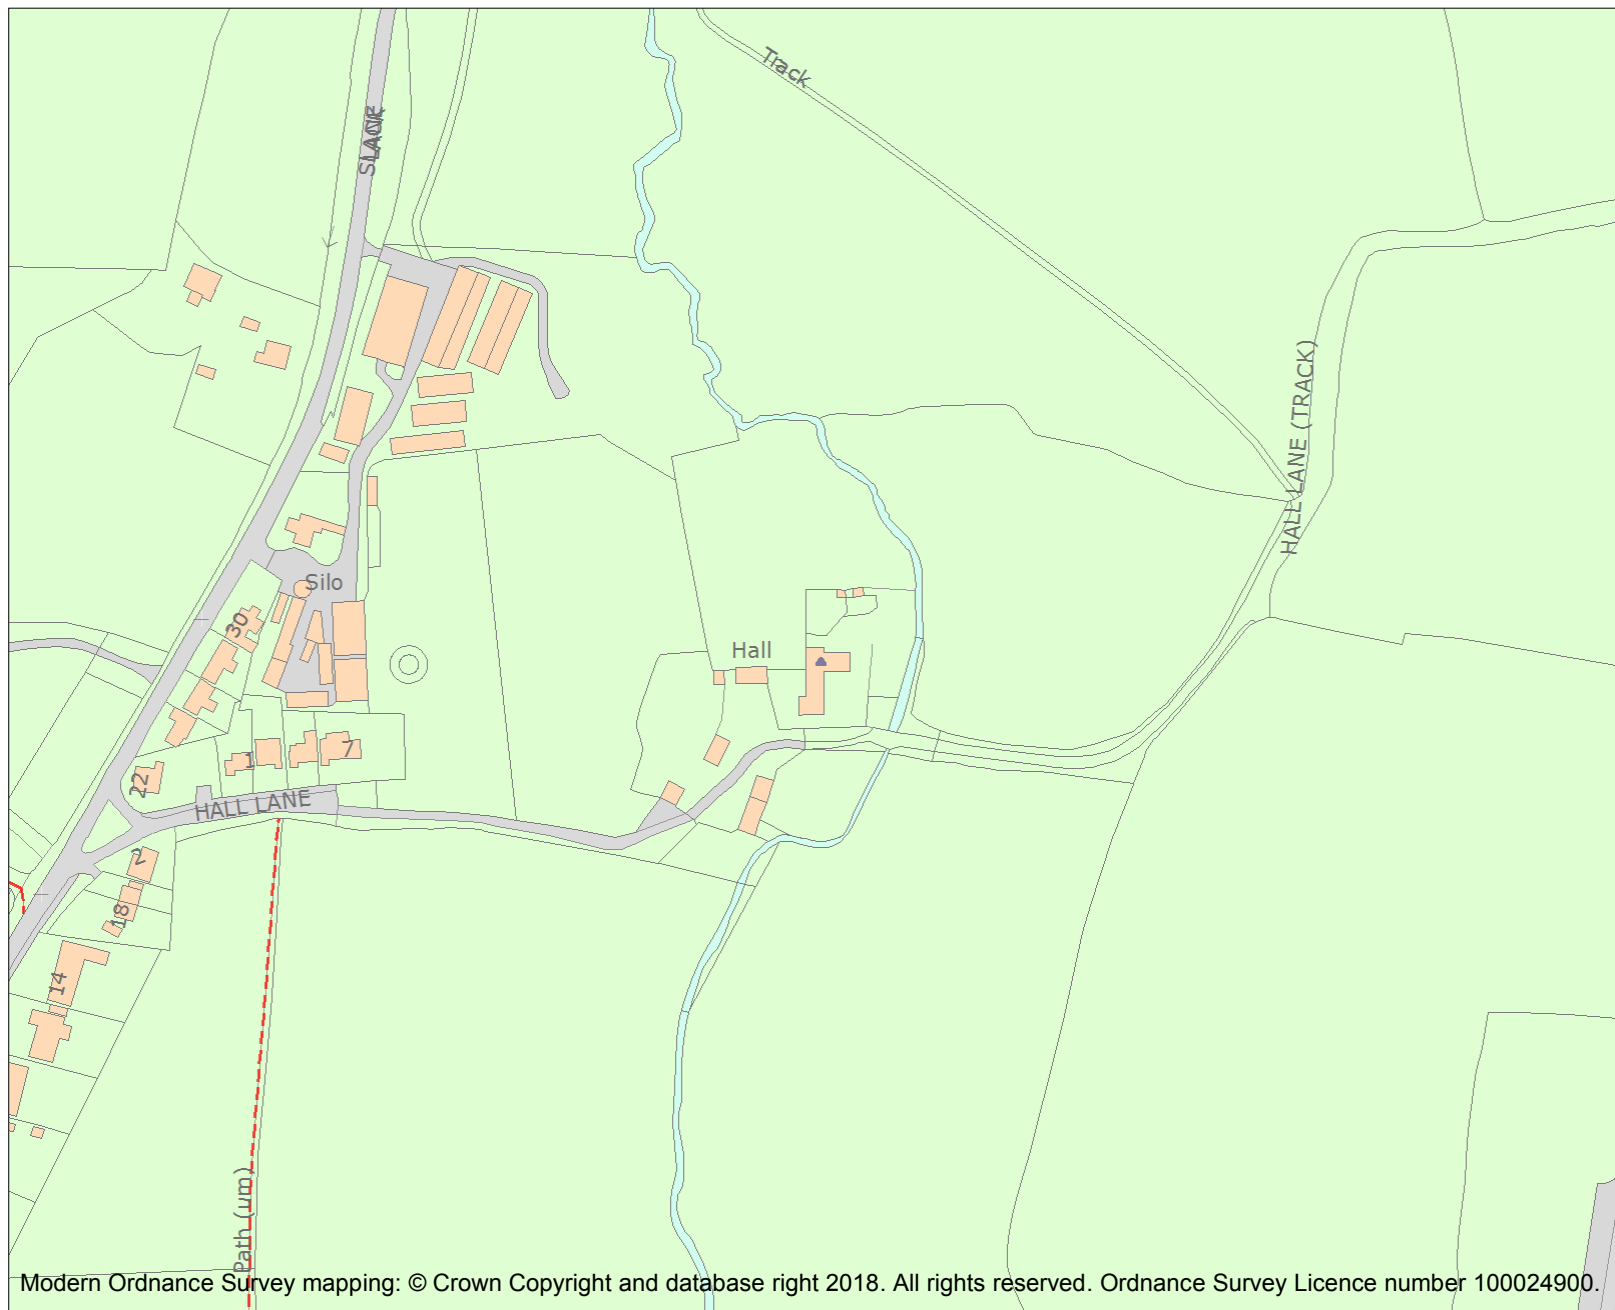 Track
SLACK
LANE
HALL LANE (TRACK)
Silo
30
Hall
1
7
22
HALL LANE
2
18
14
Path (um)
Modern Ordnance Survey mapping: © Crown Copyright and database right 2018. All rights reserved. Ordnance Survey Licence number 100024900.